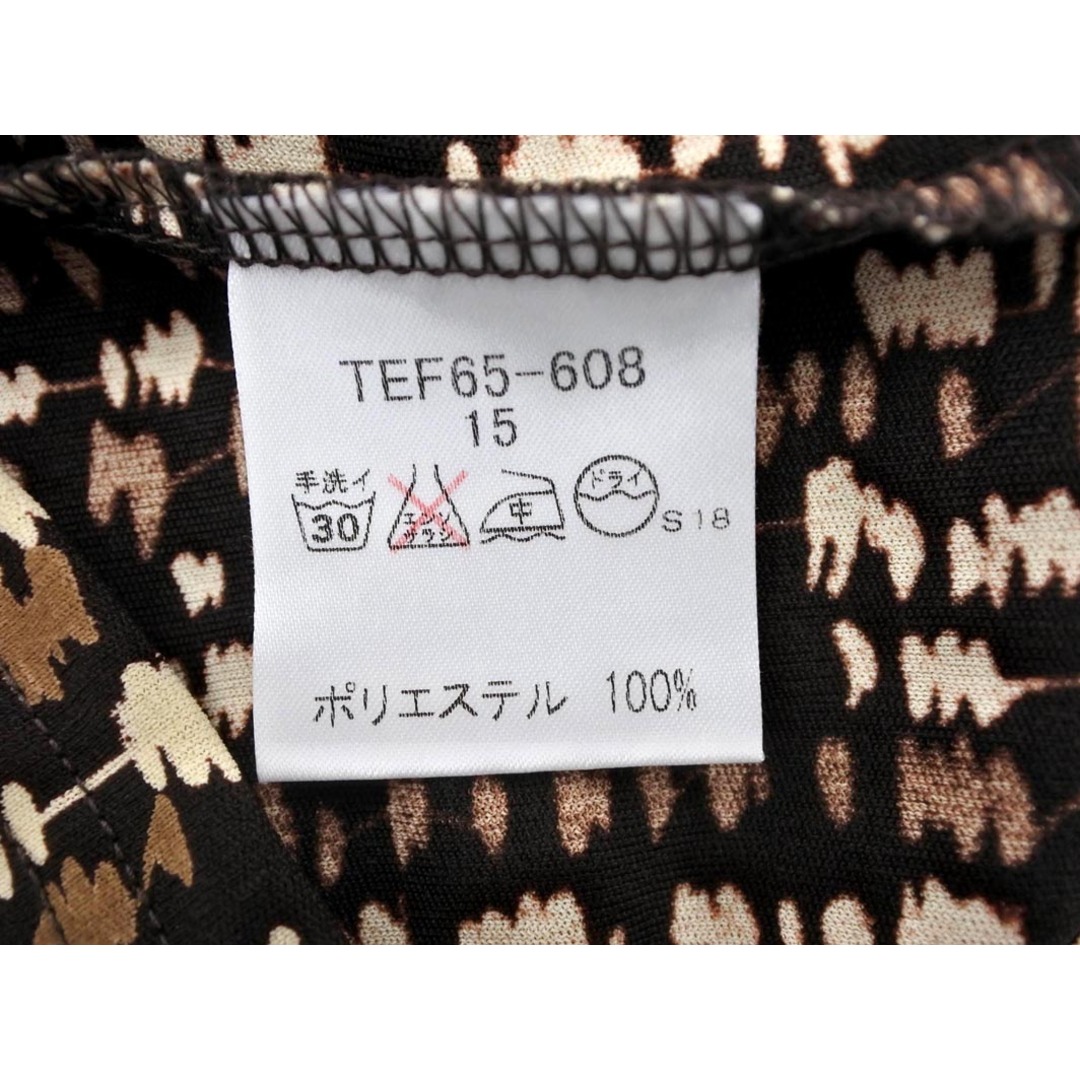 TEF65-608
15
手洗イ
30
エンソ
サラシ
中
ドライ
S18
ポリエステル 100%